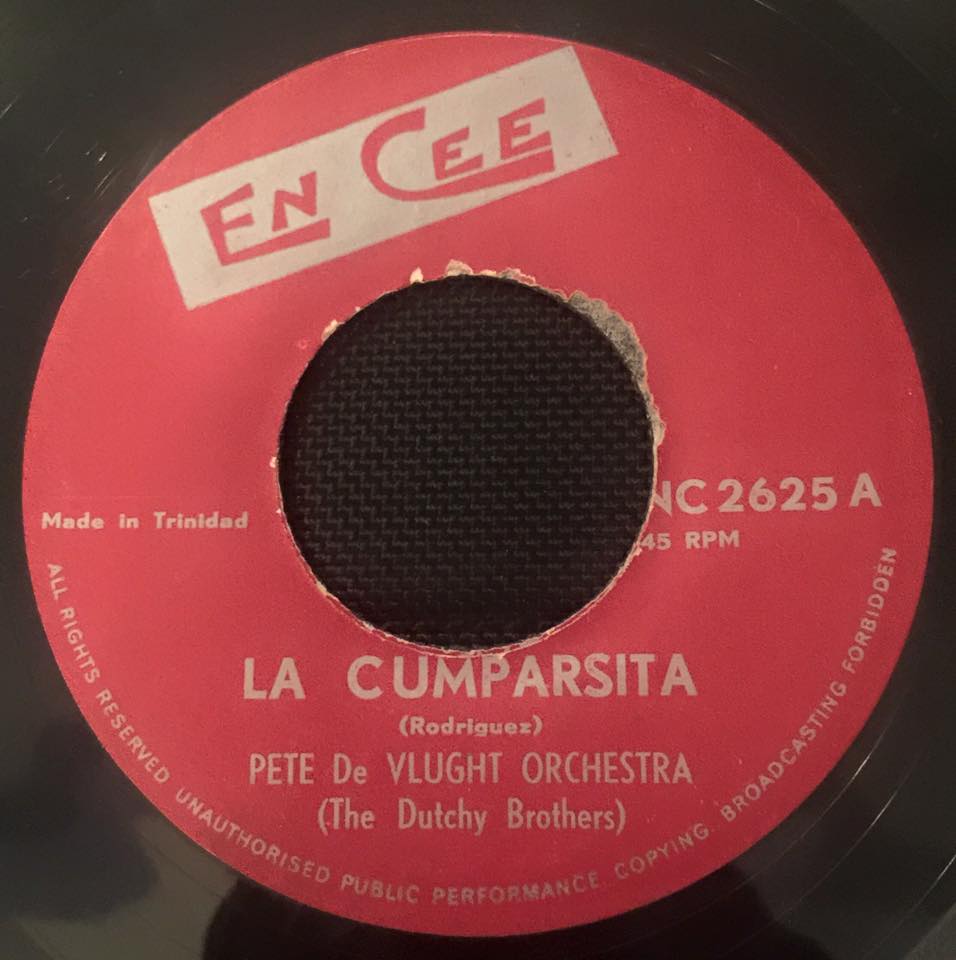 En Cee
Made in Trinidad
NC 2625 A
45 RPM
LA CUMPARSITA
(Rodriguez)
PETE De VLUGHT ORCHESTRA
(The Dutchy Brothers)
ALL RIGHTS RESERVED UNAUTHORISED PUBLIC PERFORMANCE. COPYING. BROADCASTING FORBIDDEN